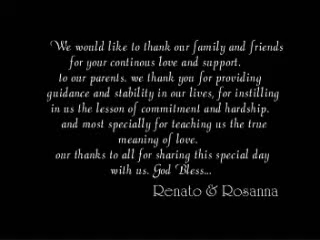 We would like to thank our family and friends
for your continous love and support.
to our parents. we thank you for providing
guidance and stability in our lives, for instilling
in us the lesson of commitment and hardship.
and most specially for teaching us the true
meaning of love.
our thanks to all for sharing this special day
with us. God Bless...
Renato & Rosanna